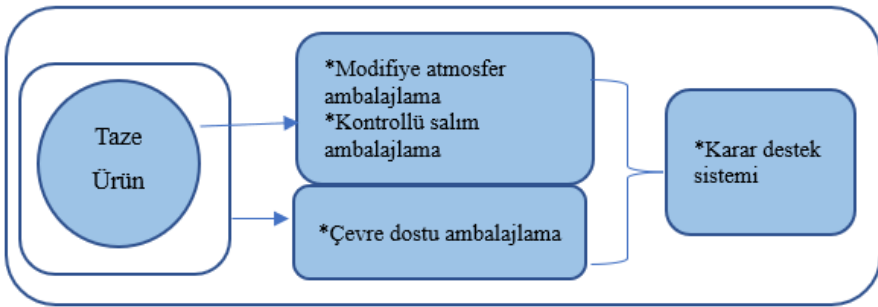 Taze
Ürün
*Modifiye atmosfer
ambalajlama
*Kontrollü salım
ambalajlama
*Çevre dostu ambalajlama
*Karar destek
sistemi